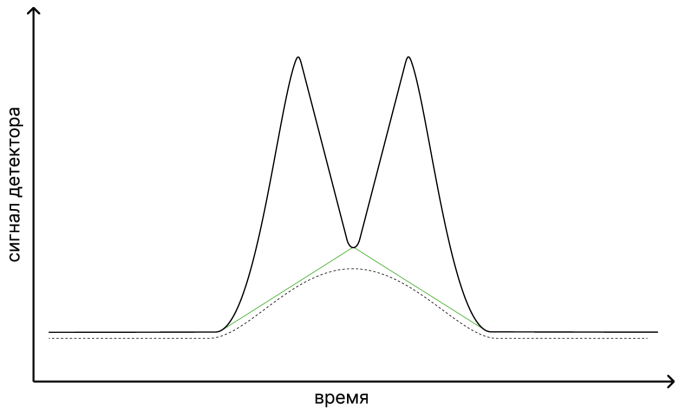 сигнал детектора
время